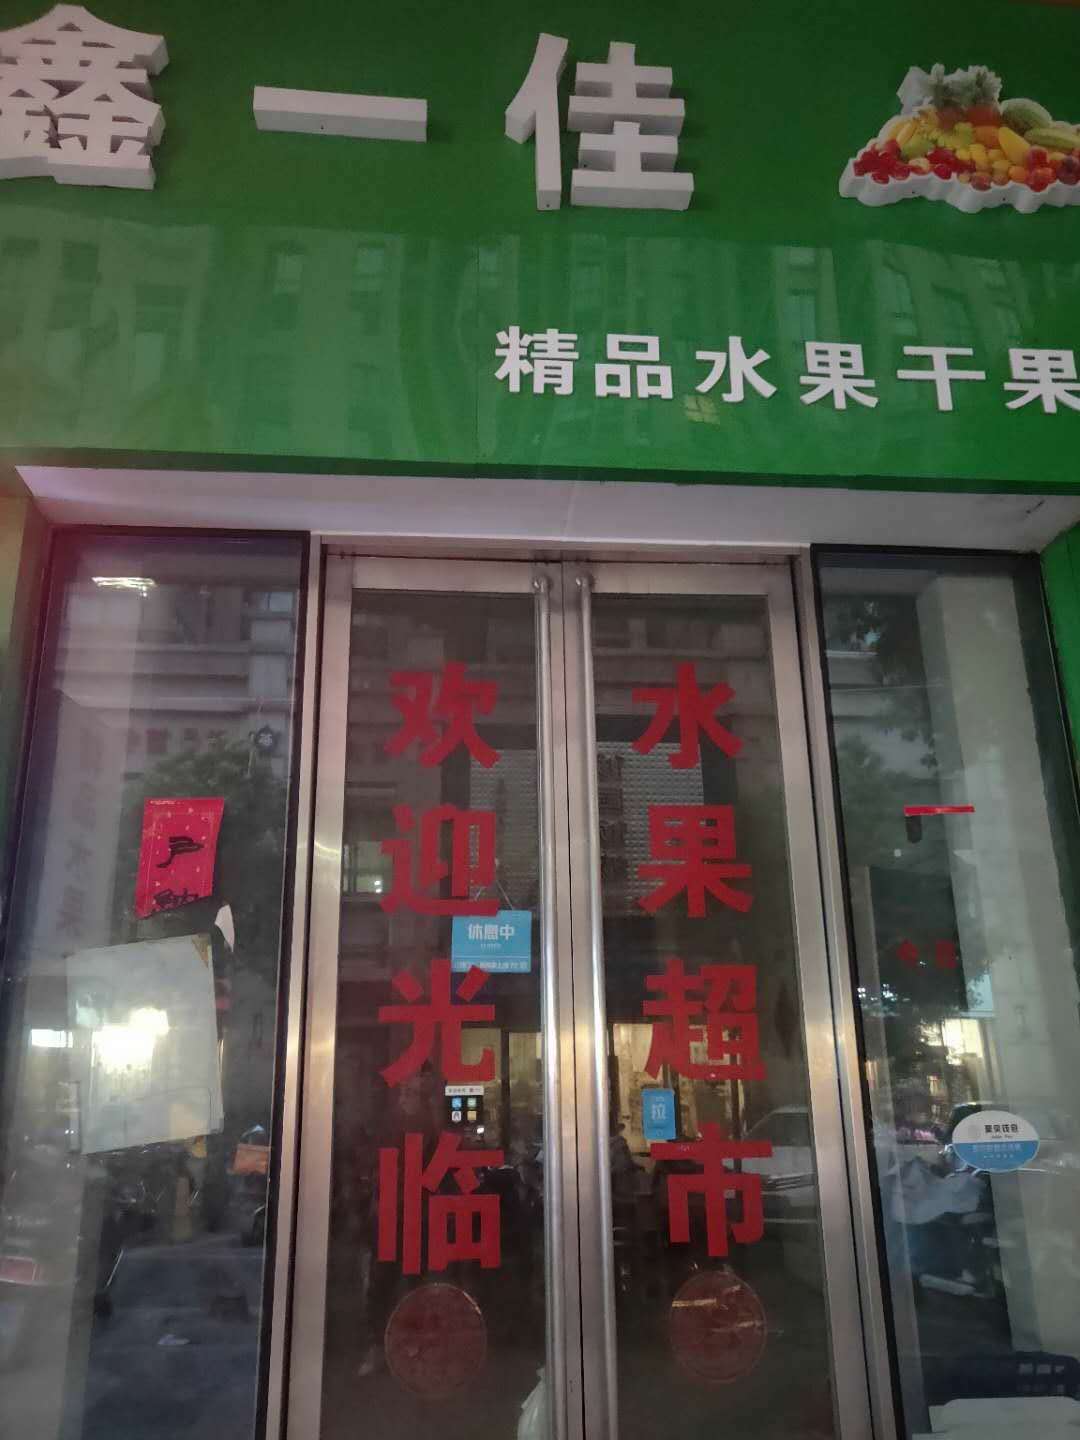 鑫一佳
精品水果干果
欢迎光临
水果超市
休息中
拉